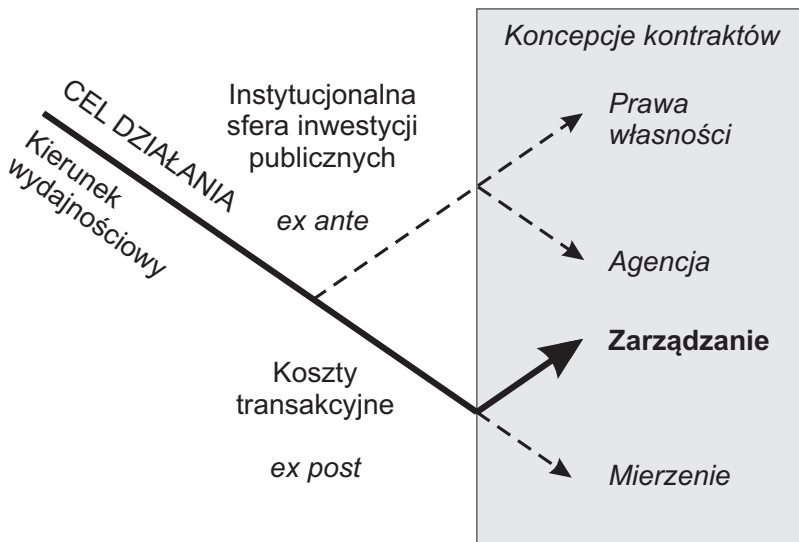 Koncepcje kontraktów
CEL DZIAŁANIA
Kierunek
wydajnościowy
Instytucjonalna
sfera inwestycji
publicznych
ex ante
Prawa
własności
Agencja
Zarządzanie
Koszty
transakcyjne
ex post
Mierzenie